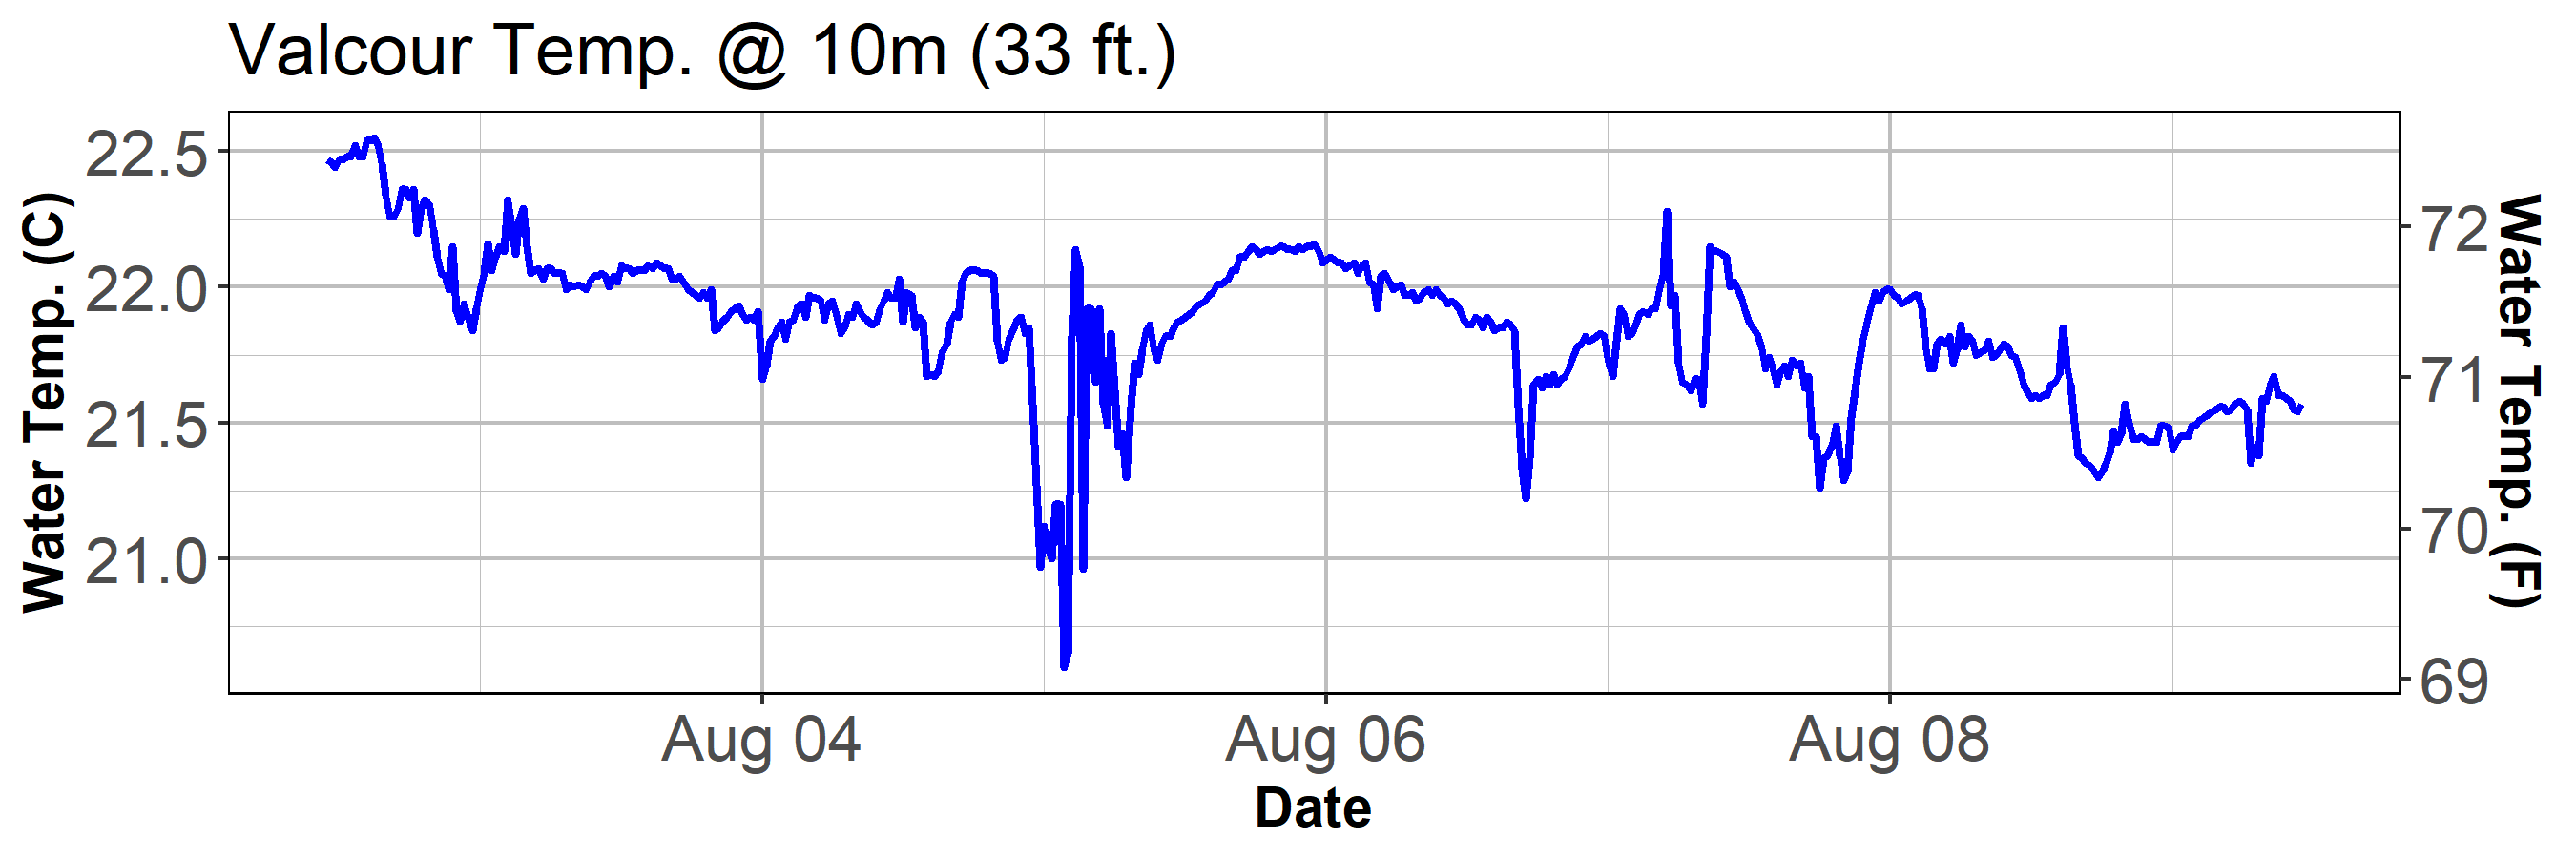 Valcour Temp. @ 10m (33 ft.)
Water Temp. (C)
22.5
22.0
21.5
21.0
72
71
70
69
Water Temp. (F)
Aug 04
Aug 06
Aug 08
Date